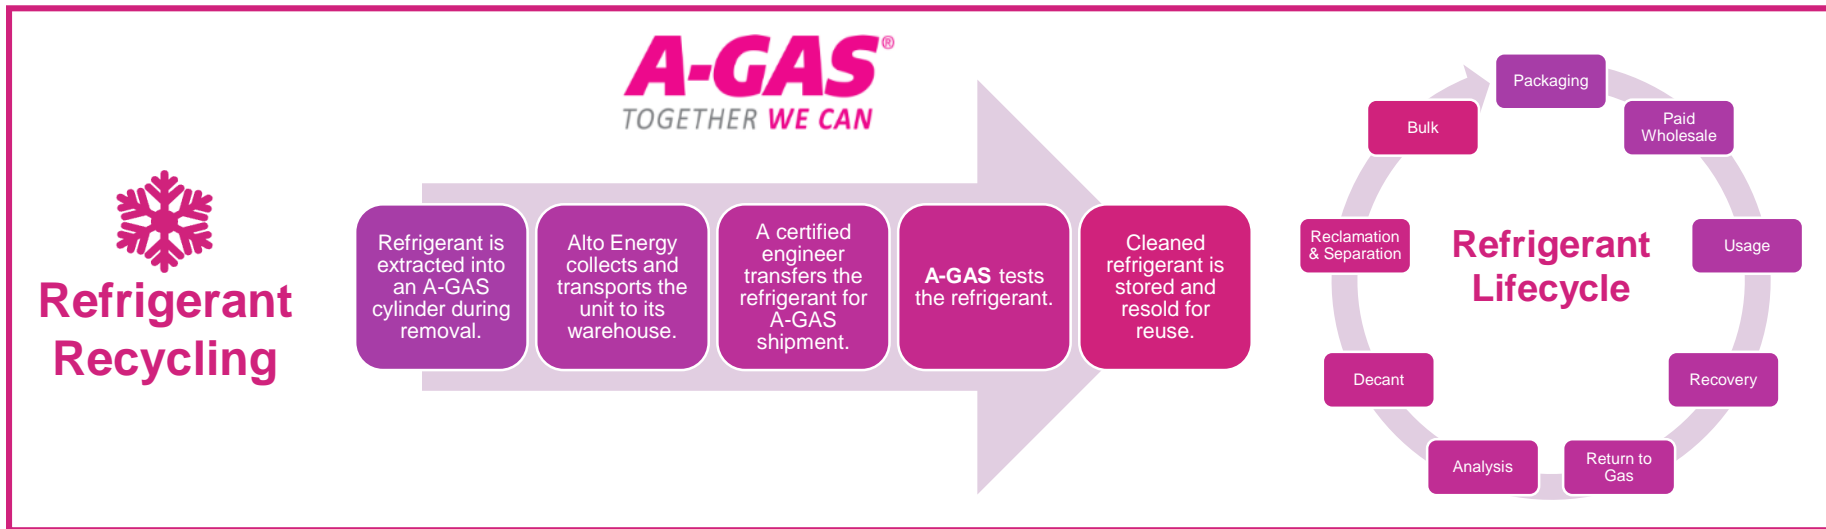 A-GAS®
TOGETHER WE CAN
Refrigerant
Recycling
Refrigerant is
extracted into
an A-GAS
cylinder during
removal.
Alto Energy
collects and
transports the
unit to its
warehouse.
A certified
engineer
transfers the
refrigerant for
A-GAS
shipment.
A-GAS tests
the refrigerant.
Cleaned
refrigerant is
stored and
resold for
reuse.
Refrigerant
Lifecycle
Packaging
Paid
Wholesale
Usage
Recovery
Return to
Gas
Analysis
Decant
Reclamation
& Separation
Bulk